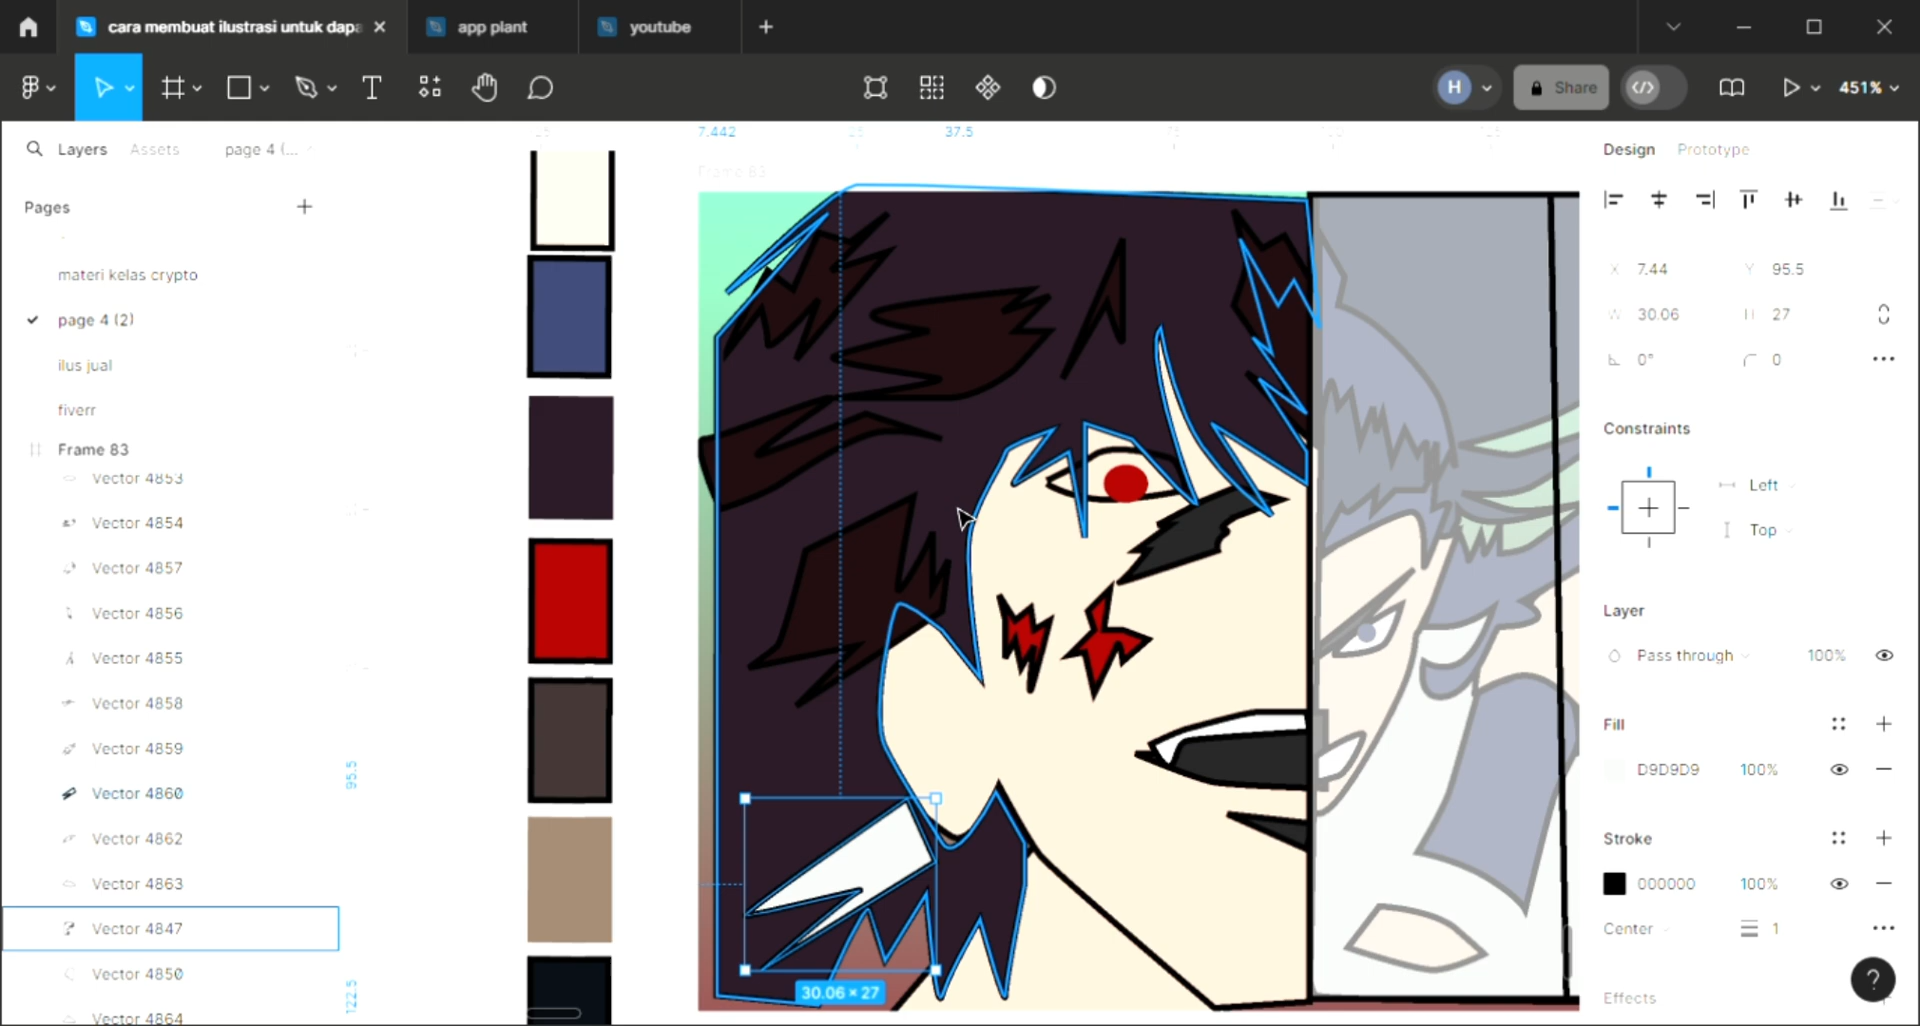 cara membuat ilustrasi untuk dapa
app plant
youtube
H
Share
451%
Layers
Assets
page 4 (...
7.442
37.5
Design
Prototype
Frame 83
Pages
materi kelas crypto
page 4 (2)
ilus jual
fiverr
Frame 83
Vector 4853
Vector 4854
Vector 4857
Vector 4856
Vector 4855
Vector 4858
Vector 4859
Vector 4860
Vector 4862
Vector 4863
Vector 4847
Vector 4850
Vector 4864
95.5
122.5
30.06 × 27
X 7.44
Y 95.5
W 30.06
H 27
0°
0
Constraints
Left
Top
Layer
Pass through
100%
Fill
D9D9D9
100%
Stroke
000000
100%
Center
1
Effects
?